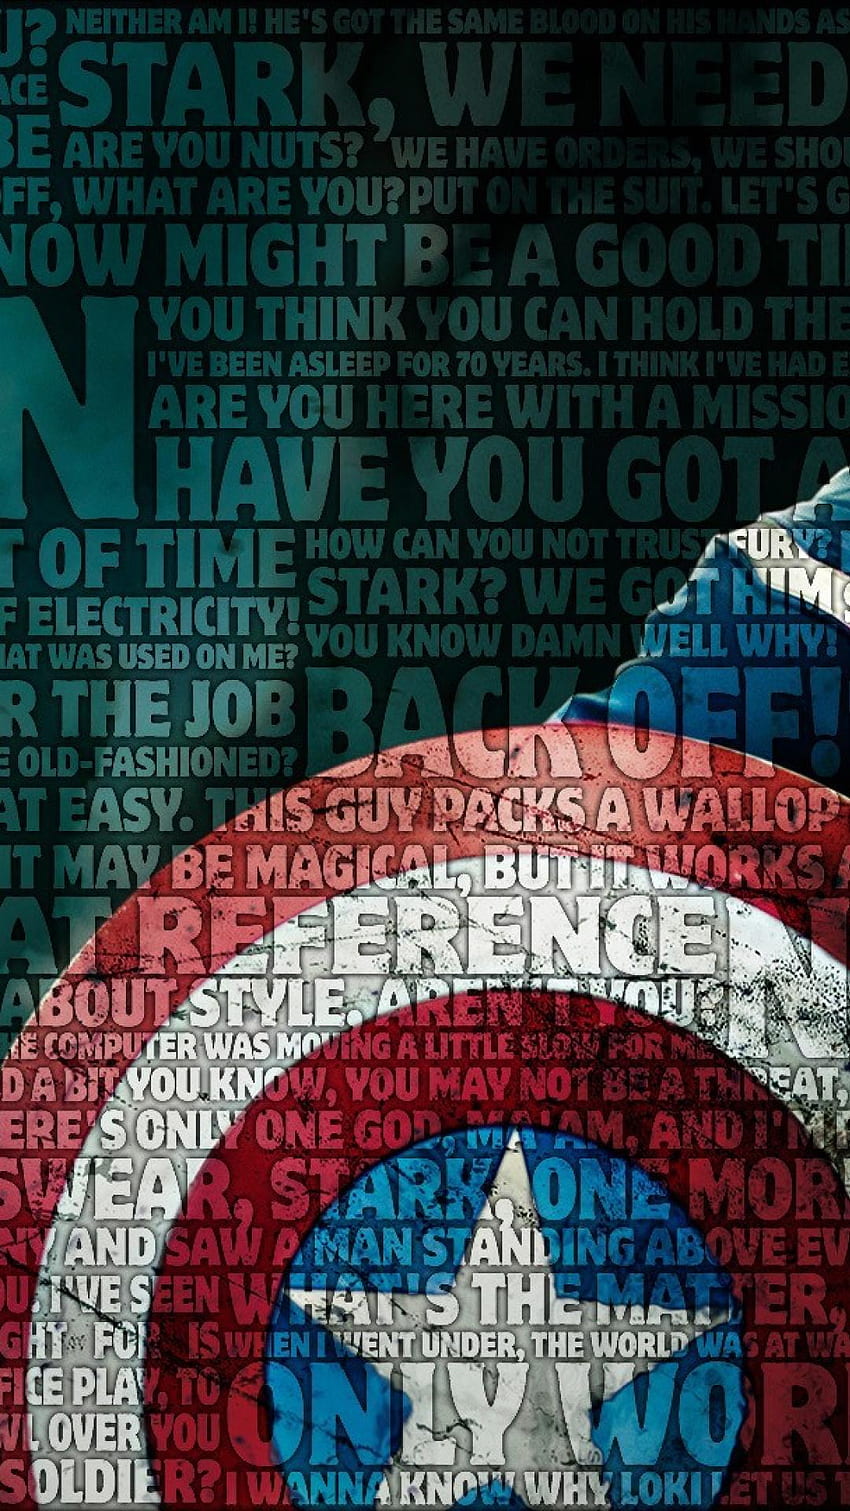 U? NEITHER AM I! HE'S GOT THE SAME BLOOD ON HIS HANDS AS
ACE STARK, WE NEED
BE ARE YOU NUTS? WE HAVE ORDERS, WE SHOU
FF, WHAT ARE YOU? PUT ON THE SUIT. LET'S G
NOW MIGHT BE A GOOD TI
N YOU THINK YOU CAN HOLD THE
I'VE BEEN ASLEEP FOR 70 YEARS. I THINK I'VE HAD E
ARE YOU HERE WITH A MISSIO
HAVE YOU GOT A
T OF TIME HOW CAN YOU NOT TRUST FURY?
F ELECTRICITY! STARK? WE GOT HIM
HAT WAS USED ON ME? YOU KNOW DAMN WELL WHY!
R THE JOB BACK OFF!
E OLD-FASHIONED?
AT EASY. THIS GUY PACKS A WALLOP
IT MAY BE MAGICAL, BUT IT WORKS A
AT REFERENCE N
ABOUT STYLE. AREN'T YOU?
HE COMPUTER WAS MOVING A LITTLE SLOW FOR ME
D A BIT YOU KNOW, YOU MAY NOT BE A THREAT,
ERE'S ONLY ONE GOD, MA'AM, AND I'M
SWEAR, STARK, ONE MOR
NY AND SAW A MAN STANDING ABOVE EV
OU. I'VE SEEN WHAT'S THE MATTER,
GHT FOR IS WHEN I WENT UNDER, THE WORLD WAS AT WA
FICE PLAY, TO ONLY WOR
WL OVER YOU
SOLDIER? I WANNA KNOW WHY LOKI LET US T